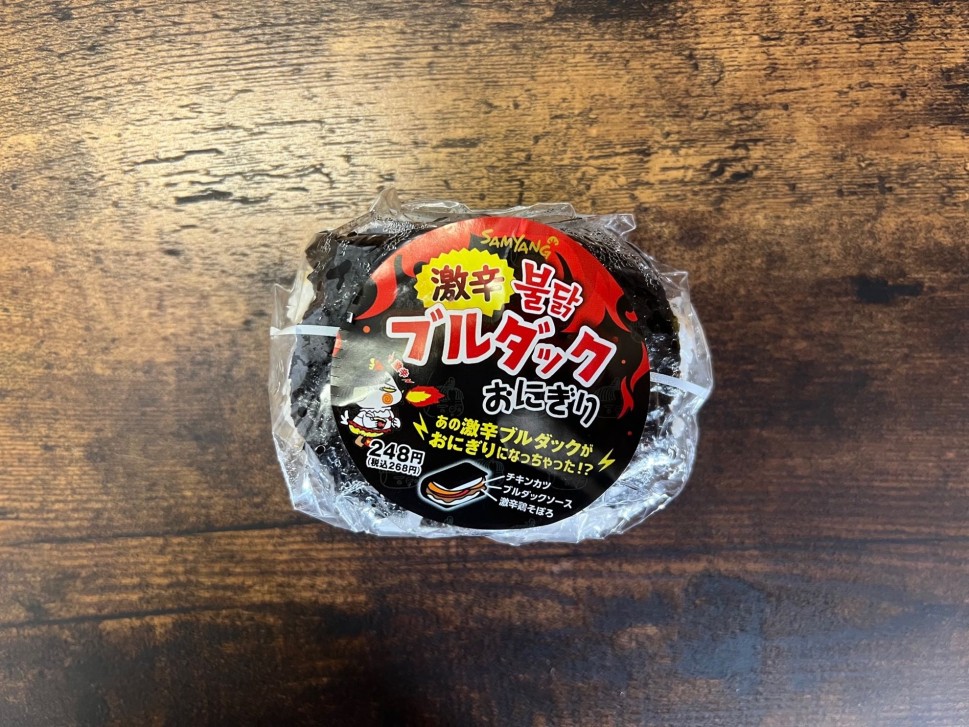 SAMYANG
激辛 불닭
ブルダック
おにぎり
あの激辛ブルダックが
おにぎりになっちゃった!?
248円
(税込268円)
チキンカツ
ブルダックソース
激辛鶏そぼろ